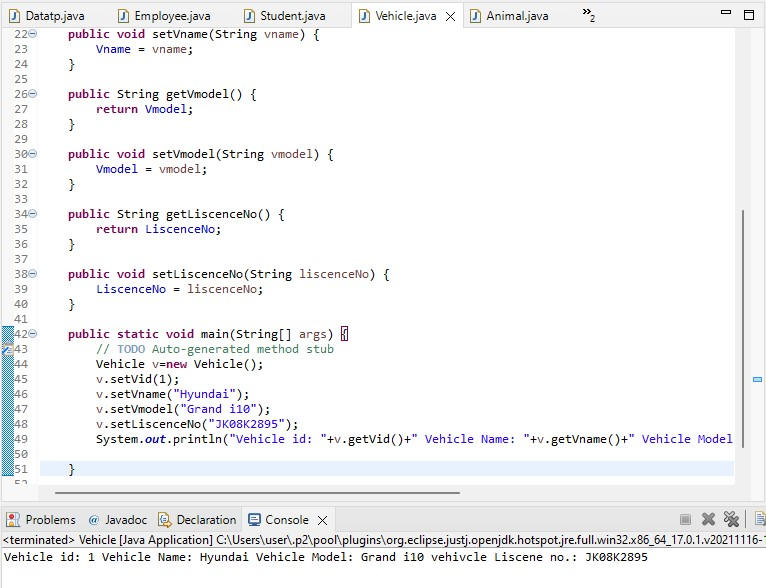 Datatp.java Employee.java Student.java Vehicle.java Animal.java »2
22 public void setVname(String vname) {
23 Vname = vname;
24 }
25
26 public String getVmodel() {
27 return Vmodel;
28 }
29
30 public void setVmodel(String vmodel) {
31 Vmodel = vmodel;
32 }
33
34 public String getLiscenceNo() {
35 return LiscenceNo;
36 }
37
38 public void setLiscenceNo(String liscenceNo) {
39 LiscenceNo = liscenceNo;
40 }
41
42 public static void main(String[] args) {
43 // TODO Auto-generated method stub
44 Vehicle v=new Vehicle();
45 v.setVid(1);
46 v.setVname("Hyundai");
47 v.setVmodel("Grand i10");
48 v.setLiscenceNo("JK08K2895");
49 System.out.println("Vehicle id: "+v.getVid()+" Vehicle Name: "+v.getVname()+" Vehicle Model
50
51 }
52
Problems @ Javadoc Declaration Console
<terminated> Vehicle [Java Application] C:\Users\user\.p2\pool\plugins\org.eclipse.justj.openjdk.hotspot.jre.full.win32.x86_64_17.0.1.v20211116-1
Vehicle id: 1 Vehicle Name: Hyundai Vehicle Model: Grand i10 vehivcle Liscene no.: JK08K2895